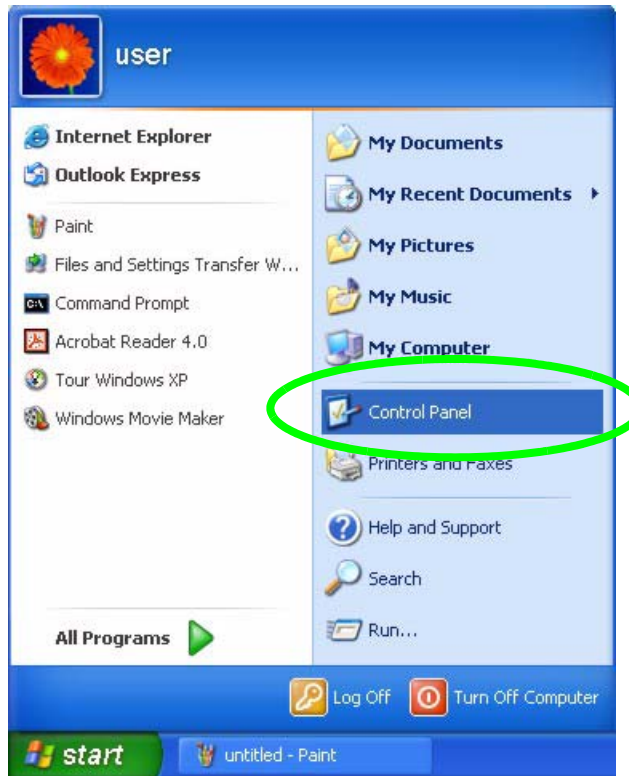 user
Internet Explorer
Outlook Express
Paint
Files and Settings Transfer W...
Command Prompt
Acrobat Reader 4.0
Tour Windows XP
Windows Movie Maker
All Programs
My Documents
My Recent Documents
My Pictures
My Music
My Computer
Control Panel
Printers and Faxes
Help and Support
Search
Run...
Log Off
Turn Off Computer
start
untitled - Paint